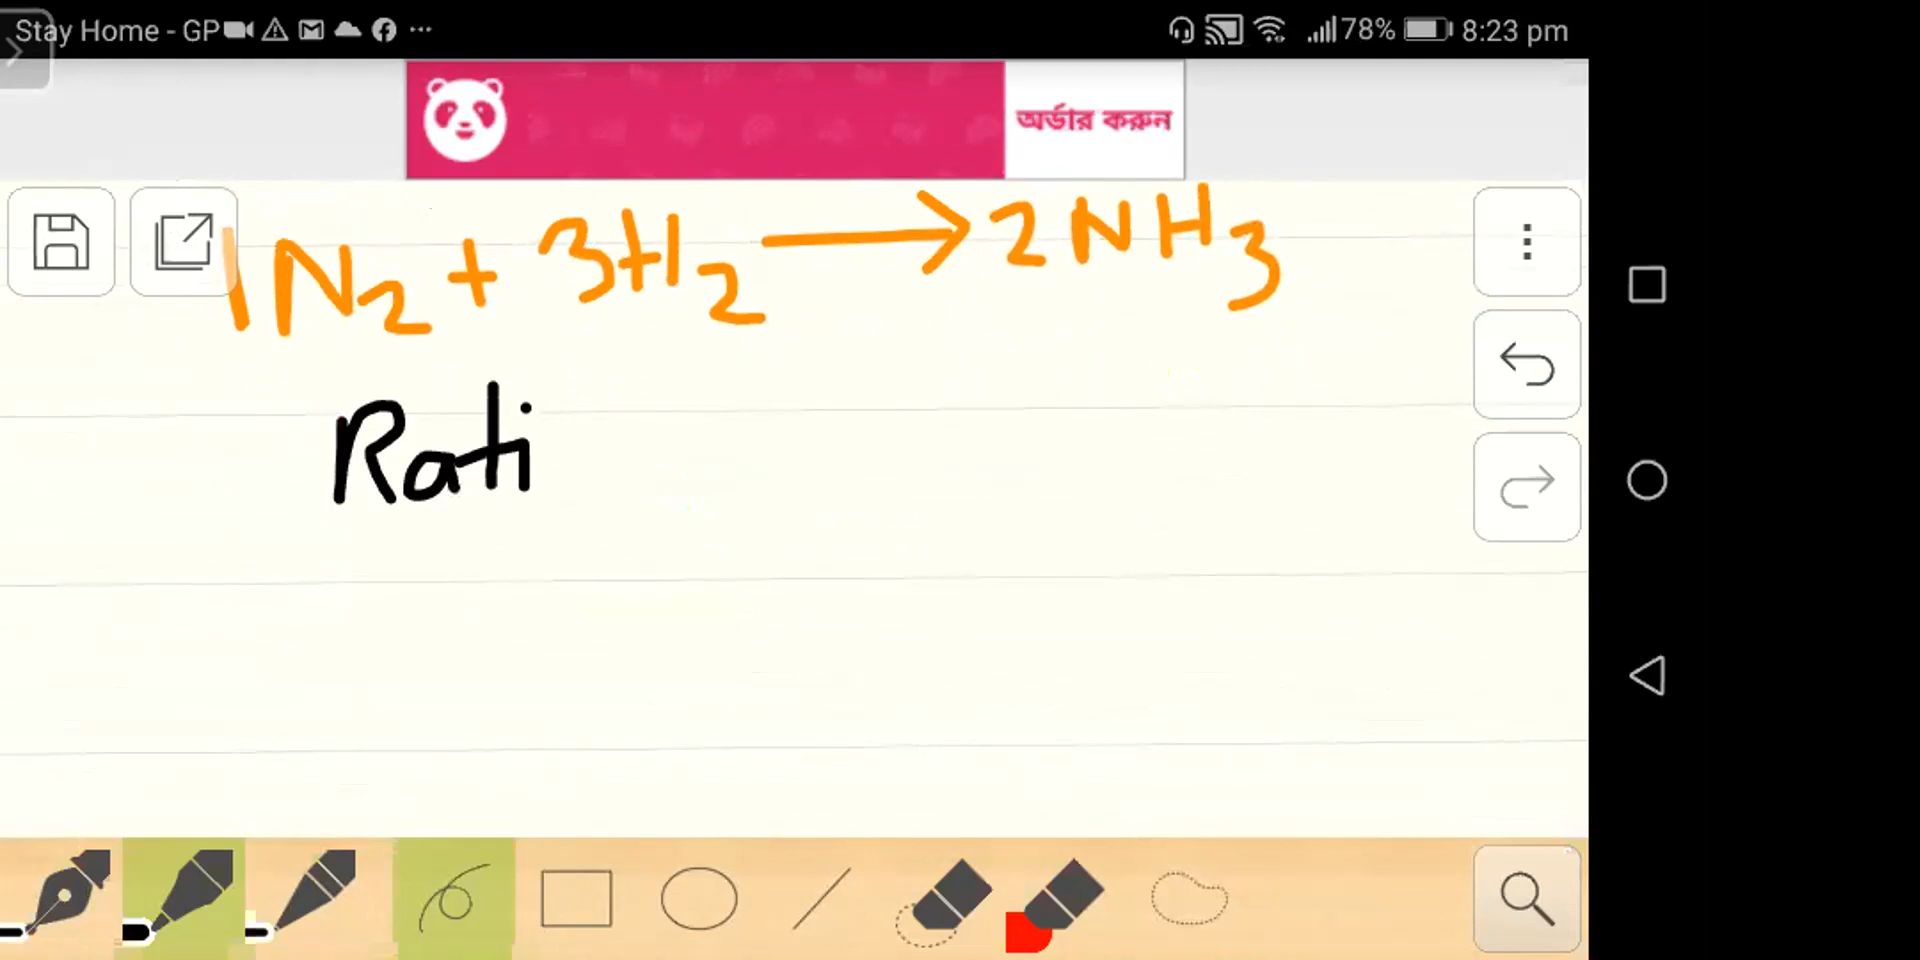 Stay Home - GP 78% 8:23 pm
অর্ডার করুন
1N₂ + 3H₂ → 2NH₃
Rati